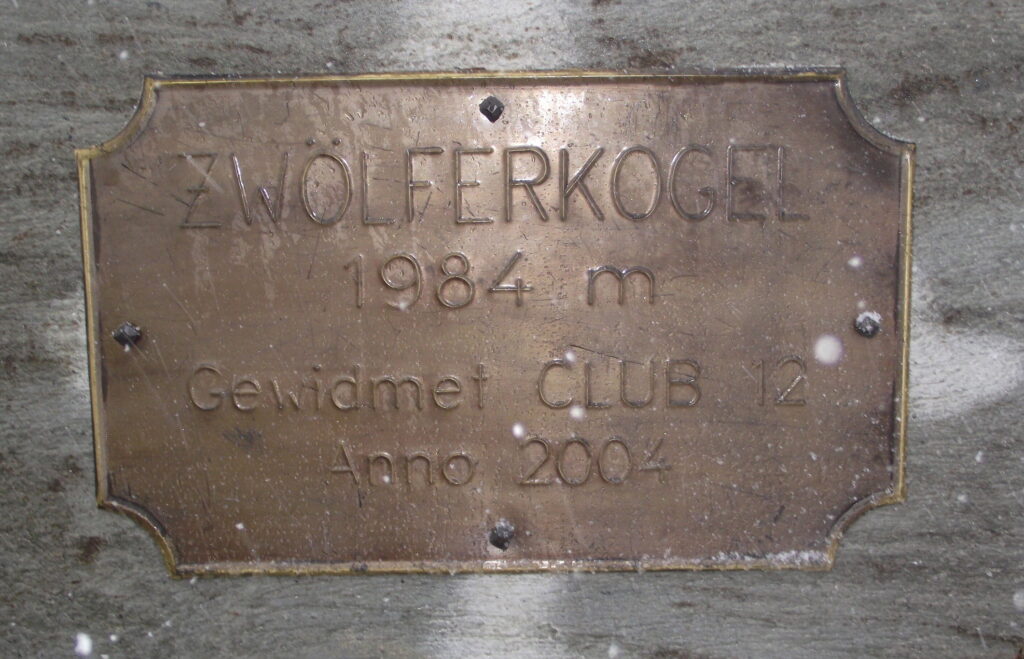 ZWÖLFERKOGEL
1984 m
Gewidmet CLUB 12
Anno 2004